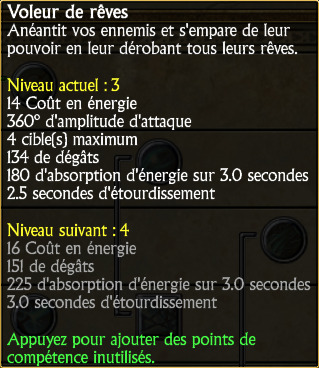 Voleur de rêves
Anéantit vos ennemis et s'empare de leur
pouvoir en leur dérobant tous leurs rêves.
Niveau actuel : 3
14 Coût en énergie
360° d'amplitude d'attaque
4 cible(s) maximum
134 de dégâts
180 d'absorption d'énergie sur 3.0 secondes
2.5 secondes d'étourdissement
Niveau suivant : 4
16 Coût en énergie
151 de dégâts
225 d'absorption d'énergie sur 3.0 secondes
3.0 secondes d'étourdissement
Appuyez pour ajouter des points de
compétence inutilisés.